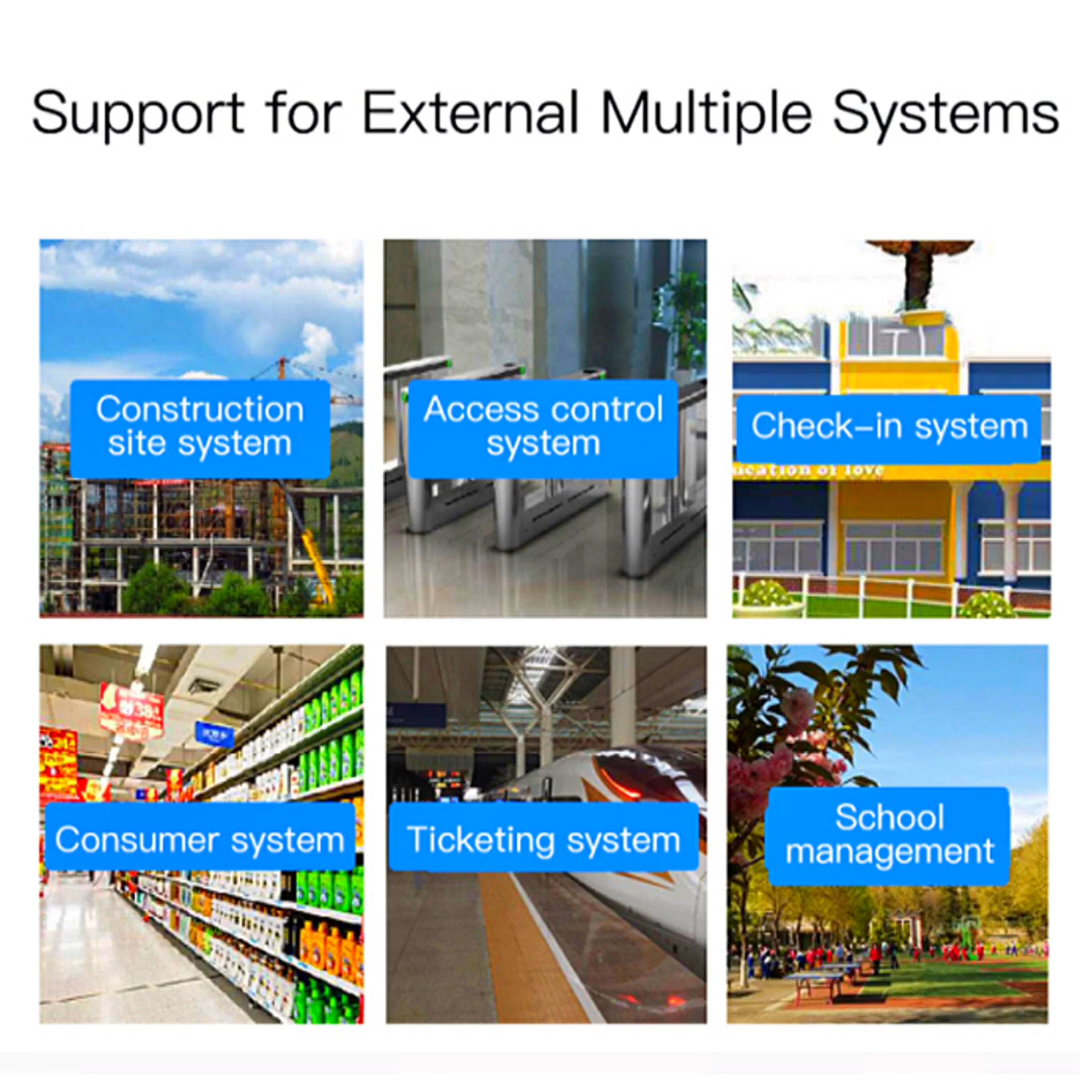 Support for External Multiple Systems
Construction
site system
Access control
system
Check-in system
ication of love
Consumer system
Ticketing system
School
management